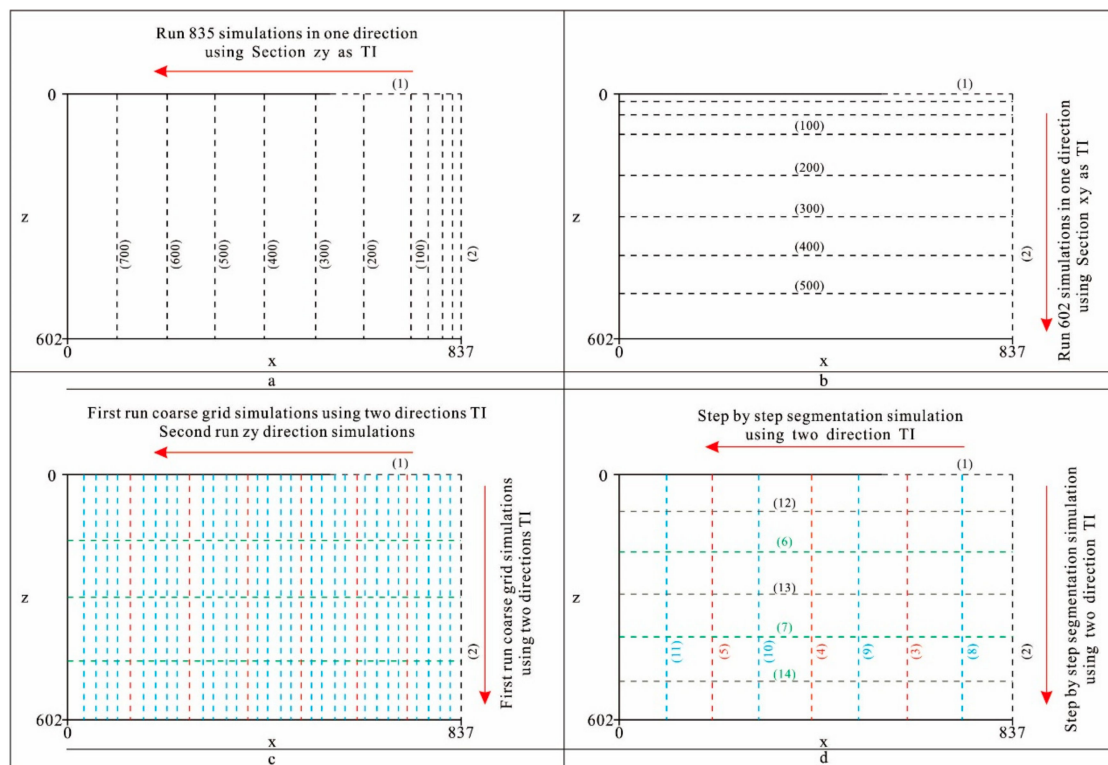 Run 835 simulations in one direction
using Section zy as TI
(1)
0
z
(700)
(600)
(500)
(400)
(300)
(200)
(100)
(2)
602
0
x
837
a
(1)
0
(100)
(200)
(300)
(400)
(500)
z
(2)
Run 602 simulations in one direction
using Section xy as TI
602
0
x
837
b
First run coarse grid simulations using two directions TI
Second run zy direction simulations
(1)
0
z
(2)
First run coarse grid simulations
using two directions TI
602
0
x
837
c
Step by step segmentation simulation
using two direction TI
(1)
0
(12)
(6)
(13)
z
(7)
(11)
(5)
(10)
(4)
(9)
(3)
(8)
(2)
(14)
Step by step segmentation simulation
using two direction TI
602
0
x
837
d